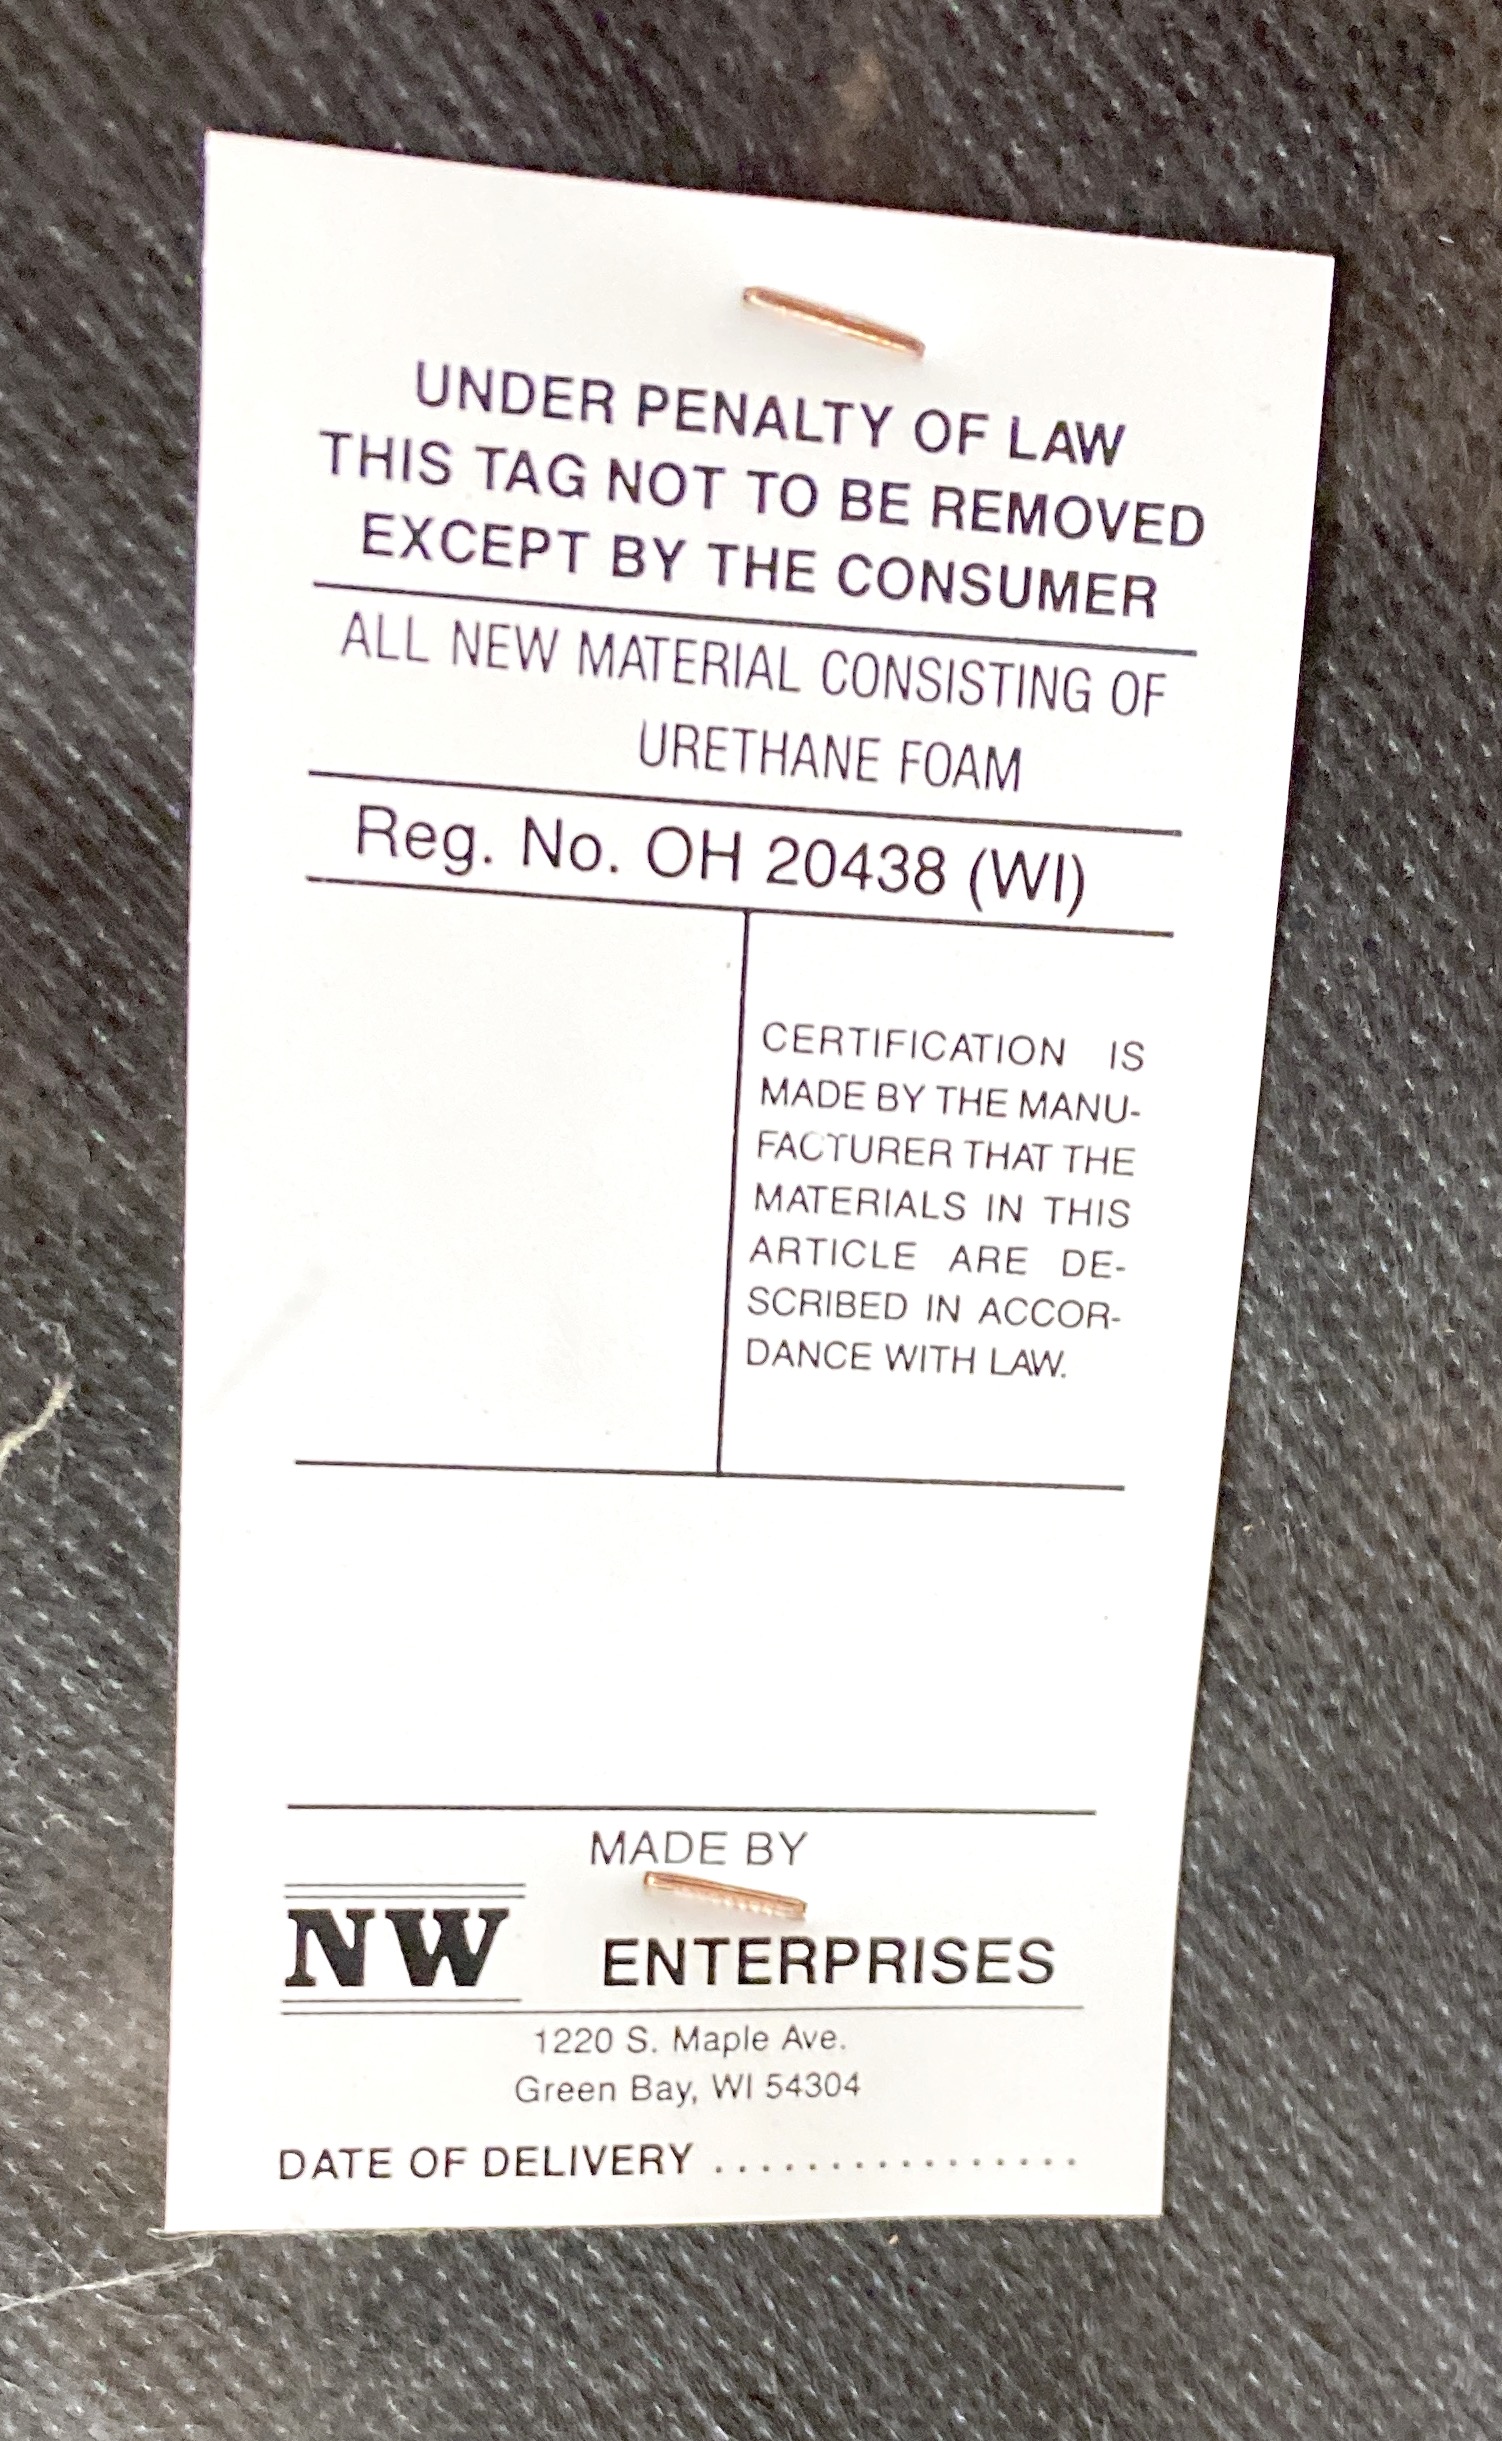 UNDER PENALTY OF LAW
THIS TAG NOT TO BE REMOVED
EXCEPT BY THE CONSUMER
ALL NEW MATERIAL CONSISTING OF
URETHANE FOAM
Reg. No. OH 20438 (WI)
CERTIFICATION IS
MADE BY THE MANU-
FACTURER THAT THE
MATERIALS IN THIS
ARTICLE ARE DE-
SCRIBED IN ACCOR-
DANCE WITH LAW.
MADE BY
NW ENTERPRISES
1220 S. Maple Ave.
Green Bay, WI 54304
DATE OF DELIVERY ................